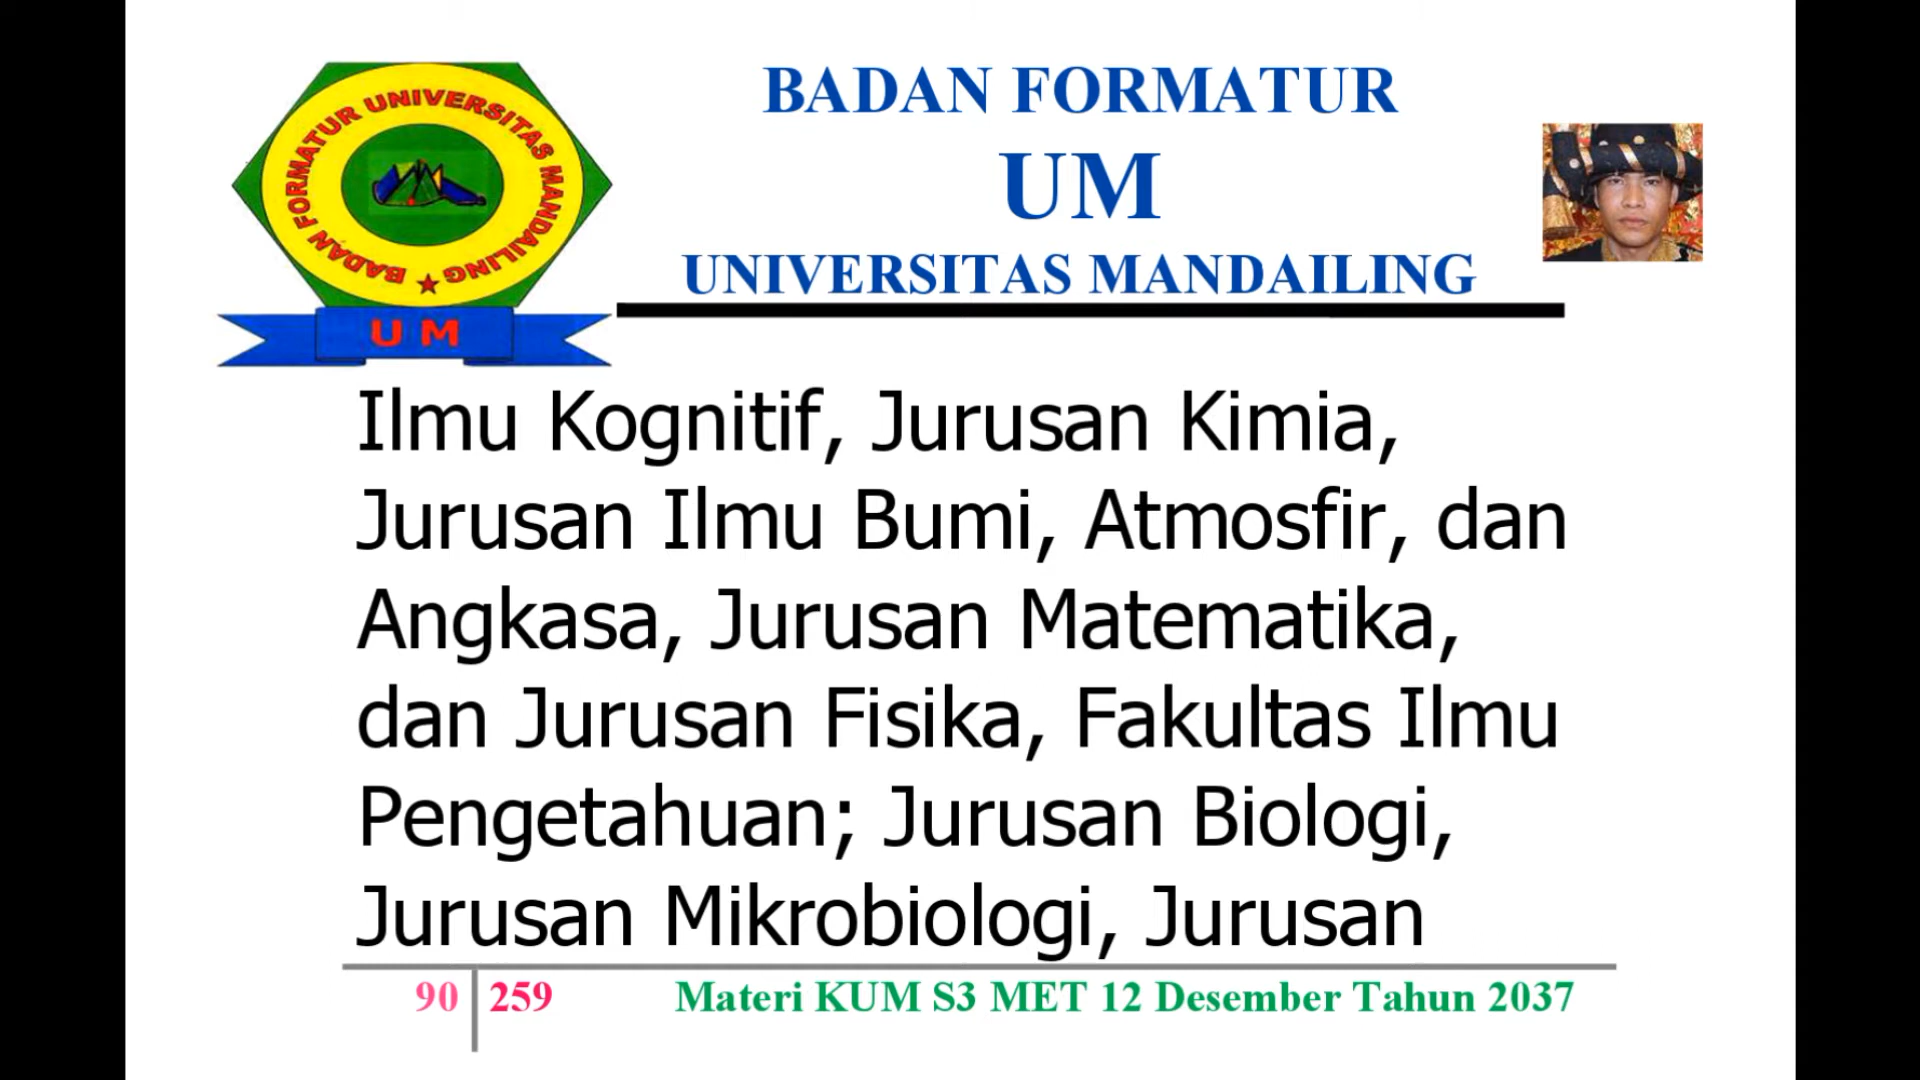 BADAN FORMATUR UNIVERSITAS MANDAILING
U M
BADAN FORMATUR
UM
UNIVERSITAS MANDAILING
Ilmu Kognitif, Jurusan Kimia,
Jurusan Ilmu Bumi, Atmosfir, dan
Angkasa, Jurusan Matematika,
dan Jurusan Fisika, Fakultas Ilmu
Pengetahuan; Jurusan Biologi,
Jurusan Mikrobiologi, Jurusan
90 259 Materi KUM S3 MET 12 Desember Tahun 2037